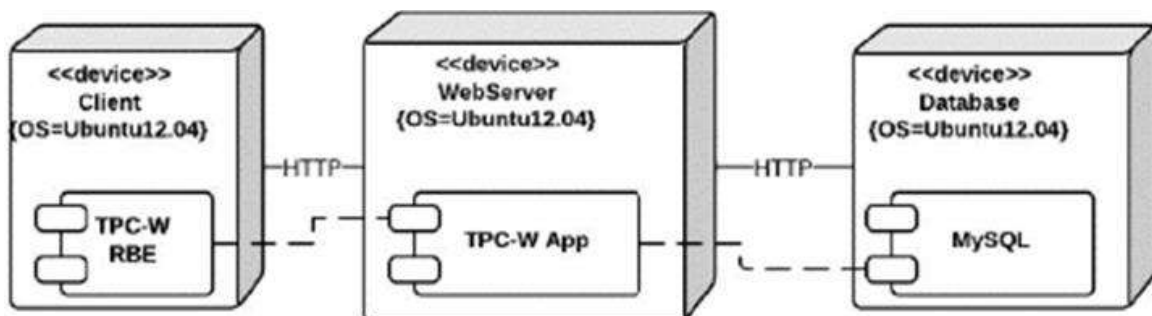 <<device>>
Client
{OS=Ubuntu12.04}
HTTP
TPC-W
RBE
<<device>>
WebServer
{OS=Ubuntu12.04}
HTTP
TPC-W App
<<device>>
Database
{OS=Ubuntu12.04}
MySQL